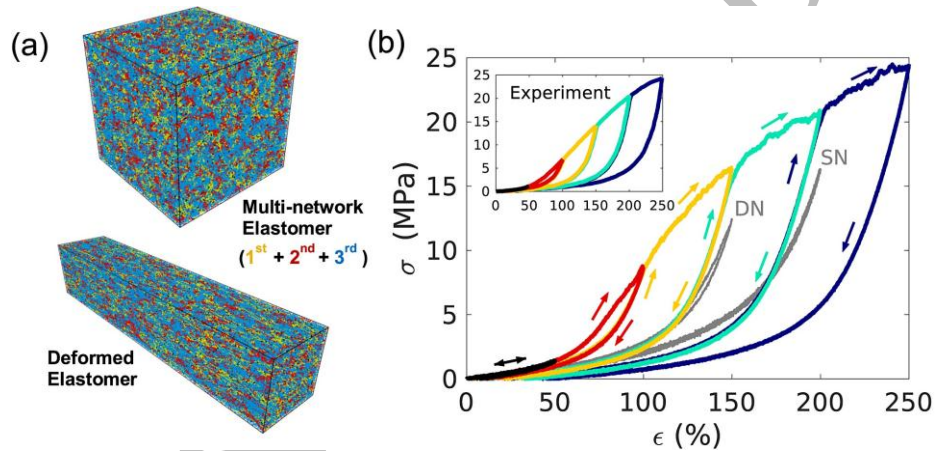 (a)
Multi-network
Elastomer
(1st + 2nd + 3rd )
Deformed
Elastomer
(b)
25
20
15
10
5
0
σ (MPa)
0
50
100
150
200
250
ϵ (%)
Experiment
25
20
15
10
5
0
0
50
100
150
200
250
DN
SN